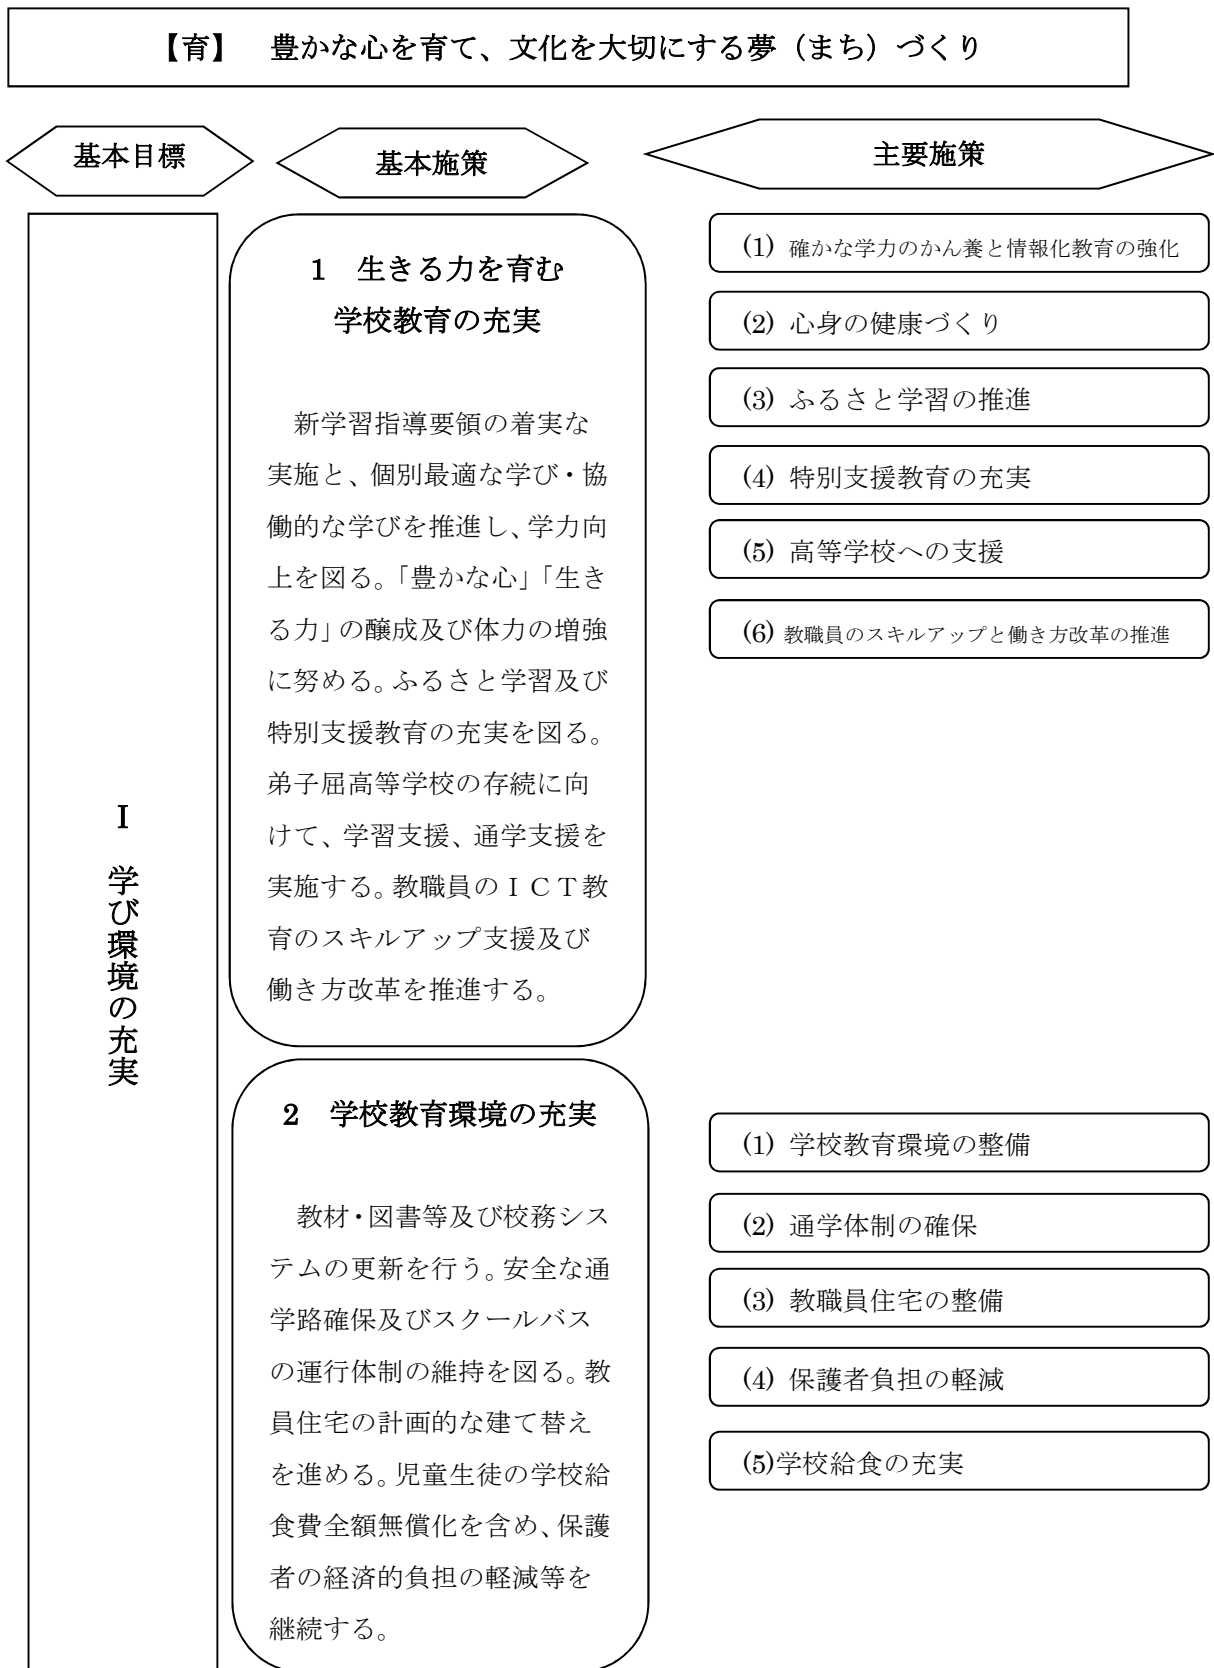 【育】　豊かな心を育て、文化を大切にする夢（まち）づくり
基本目標
基本施策
主要施策
Ⅰ　学び環境の充実
1　生きる力を育む
学校教育の充実
新学習指導要領の着実な
実施と、個別最適な学び・協
働的な学びを推進し、学力向
上を図る。「豊かな心」「生き
る力」の醸成及び体力の増強
に努める。ふるさと学習及び
特別支援教育の充実を図る。
弟子屈高等学校の存続に向
けて、学習支援、通学支援を
実施する。教職員のＩＣＴ教
育のスキルアップ支援及び
働き方改革を推進する。
(1) 確かな学力のかん養と情報化教育の強化
(2) 心身の健康づくり
(3) ふるさと学習の推進
(4) 特別支援教育の充実
(5) 高等学校への支援
(6) 教職員のスキルアップと働き方改革の推進
2　学校教育環境の充実
教材・図書等及び校務シス
テムの更新を行う。安全な通
学路確保及びスクールバス
の運行体制の維持を図る。教
員住宅の計画的な建て替え
を進める。児童生徒の学校給
食費全額無償化を含め、保護
者の経済的負担の軽減等を
継続する。
(1) 学校教育環境の整備
(2) 通学体制の確保
(3) 教職員住宅の整備
(4) 保護者負担の軽減
(5)学校給食の充実